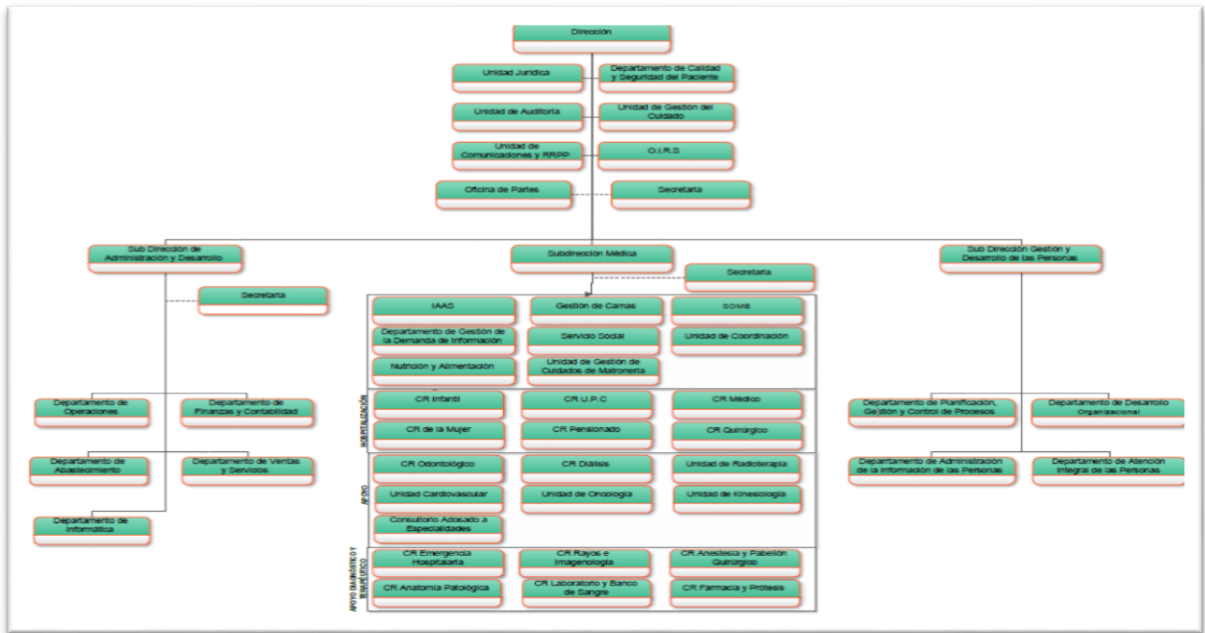 Dirección
Unidad Jurídica
Departamento de Calidad
y Seguridad del Paciente
Unidad de Auditoría
Unidad de Gestión del
Cuidado
Unidad de
Comunicaciones y RRPP
O.I.R.S
Oficina de Partes
Secretaria
Sub Dirección de
Administración y Desarrollo
Secretaria
Departamento de
Operaciones
Departamento de
Finanzas y Contabilidad
Departamento de
Abastecimiento
Departamento de Ventas
y Servicios
Departamento de
Informática
Subdirección Médica
Secretaria
IAAS
Gestión de Camas
SOME
Departamento de Gestión de
la Demanda de Información
Servicio Social
Unidad de Coordinación
Nutrición y Alimentación
Unidad de Gestión de
Cuidados de Matronería
HOSPITALIZACIÓN
CR Infantil
CR U.P.C
CR Médico
CR de la Mujer
CR Pensionado
CR Quirúrgico
APOYO
CR Odontológico
CR Diálisis
Unidad de Radioterapia
Unidad Cardiovascular
Unidad de Oncología
Unidad de Kinesiología
Consultorio Adosado a
Especialidades
APOYO DIAGNÓSTICO Y
TERAPÉUTICO
CR Emergencia
Hospitalaria
CR Rayos e
Imagenología
CR Anestesia y Pabellón
Quirúrgico
CR Anatomía Patológica
CR Laboratorio y Banco
de Sangre
CR Farmacia y Prótesis
Sub Dirección Gestión y
Desarrollo de las Personas
Departamento de Planificación,
Gestión y Control de Procesos
Departamento de Desarrollo
Organizacional
Departamento de Administración
de la Información de las Personas
Departamento de Atención
Integral de las Personas